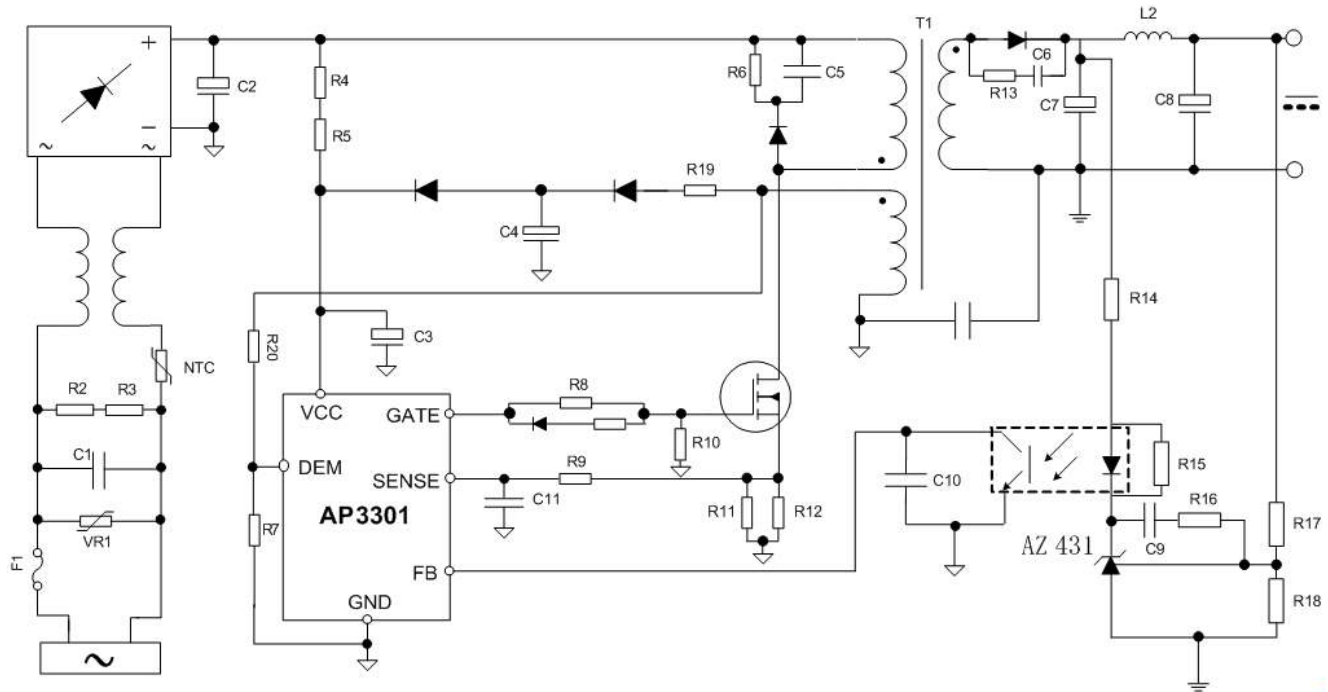 T1
L2
+
C2
R4
R6
C5
R13
C6
C7
C8
−
~
~
R5
R19
C4
R14
R20
C3
NTC
R2
R3
VCC
GATE
R8
R10
C1
DEM
SENSE
R9
C11
R11
R12
C10
R15
R16
C9
R17
VR1
AP3301
AZ 431
F1
R7
FB
R18
GND
~